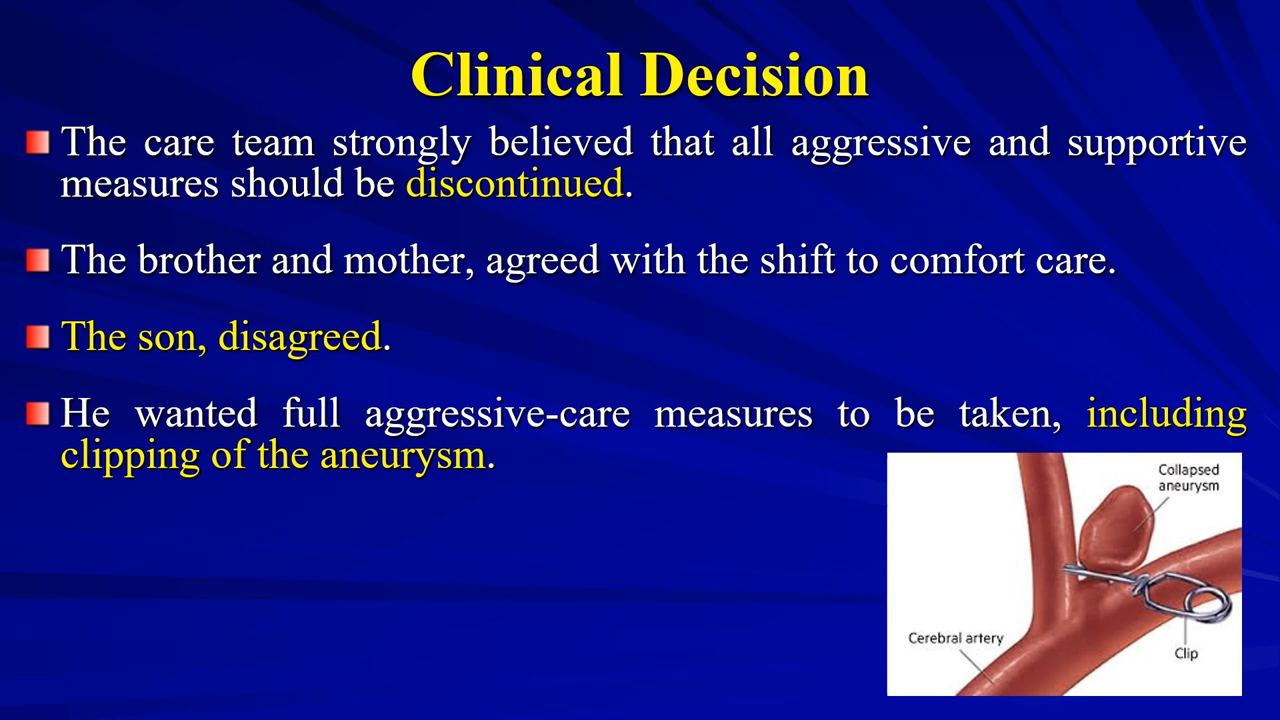 Clinical Decision
The care team strongly believed that all aggressive and supportive
measures should be discontinued.
The brother and mother, agreed with the shift to comfort care.
The son, disagreed.
He wanted full aggressive-care measures to be taken, including
clipping of the aneurysm.
Collapsed
aneurysm
Cerebral artery
Clip